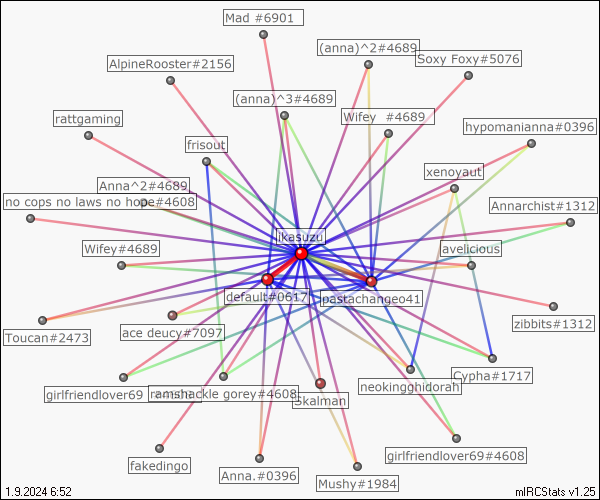 Mad #6901
(anna)^2#4689
Soxy Foxy#5076
AlpineRooster#2156
(anna)^3#4689
Wifey #4689
rattgaming
hypomanianna#0396
frisout
xenoyaut
Anna^2#4689
no cops no laws no hope#4608
Annarchist#1312
ikasuzu
Wifey#4689
avelicious
default#0617
pastachangeo41
zibbits#1312
Toucan#2473
ace deucy#7097
Cypha#1717
neokingghidorah
girlfriendlover69
ramshackle gorey#4608
Skalman
girlfriendlover69#4608
fakedingo
Anna.#0396
Mushy#1984
1.9.2024 6:52
mIRCStats v1.25